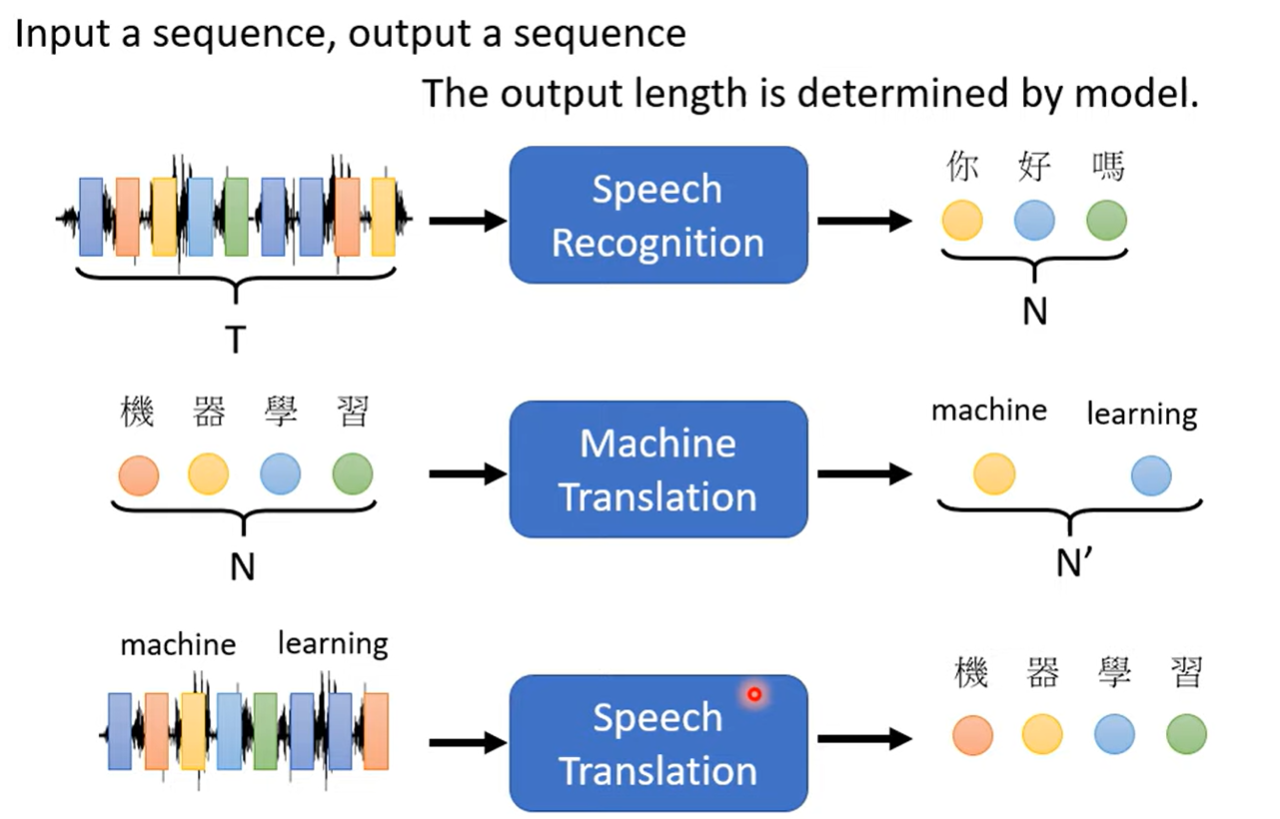 Input a sequence, output a sequence
The output length is determined by model.
Speech
Recognition
你 好 嗎
T
N
機 器 學 習
Machine
Translation
machine learning
N
N’
machine learning
Speech
Translation
機 器 學 習